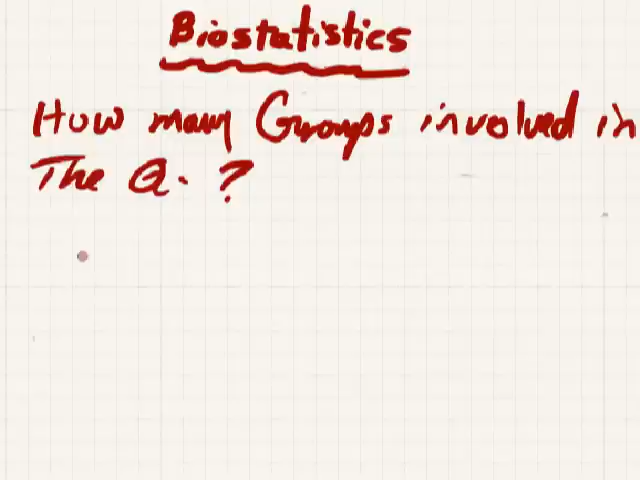 Biostatistics
How many Groups involved in
The Q. ?